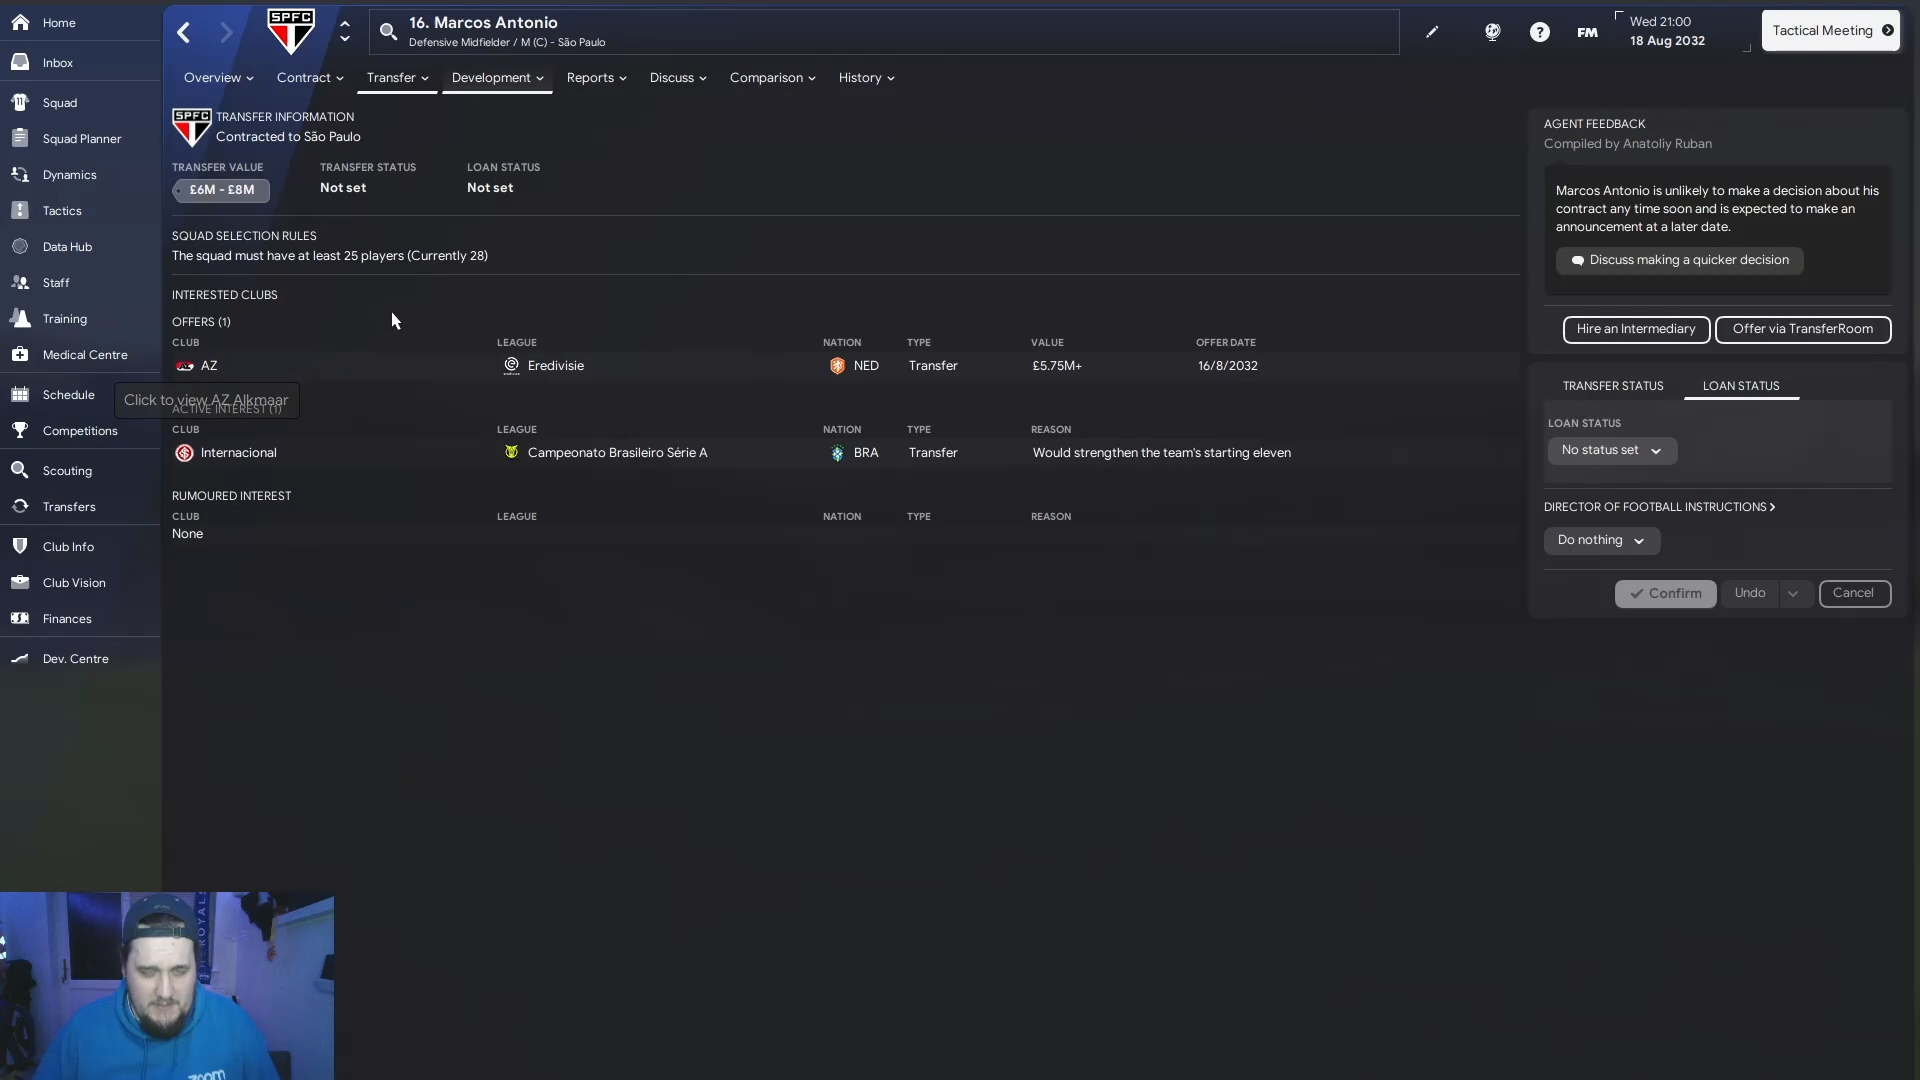 Home
Inbox
Squad
Squad Planner
Dynamics
Tactics
Data Hub
Staff
Training
Medical Centre
Schedule
Competitions
Scouting
Transfers
Club Info
Club Vision
Finances
Dev. Centre
SPFC
16. Marcos Antonio
Defensive Midfielder / M (C) - São Paulo
FM
Wed 21:00
18 Aug 2032
Tactical Meeting
Overview Contract Transfer Development Reports Discuss Comparison History
SPFC
TRANSFER INFORMATION
Contracted to São Paulo
TRANSFER VALUE TRANSFER STATUS LOAN STATUS
£6M - £8M Not set Not set
SQUAD SELECTION RULES
The squad must have at least 25 players (Currently 28)
INTERESTED CLUBS
OFFERS (1)
CLUB LEAGUE NATION TYPE VALUE OFFER DATE
AZ Eredivisie NED Transfer £5.75M+ 16/8/2032
Click to view AZ Alkmaar
ACTIVE INTEREST (1)
CLUB LEAGUE NATION TYPE REASON
Internacional Campeonato Brasileiro Série A BRA Transfer Would strengthen the team's starting eleven
RUMOURED INTEREST
CLUB LEAGUE NATION TYPE REASON
None
AGENT FEEDBACK
Compiled by Anatoliy Ruban
Marcos Antonio is unlikely to make a decision about his
contract any time soon and is expected to make an
announcement at a later date.
Discuss making a quicker decision
Hire an Intermediary Offer via TransferRoom
TRANSFER STATUS LOAN STATUS
LOAN STATUS
No status set
DIRECTOR OF FOOTBALL INSTRUCTIONS
Do nothing
Confirm Undo Cancel
zoom